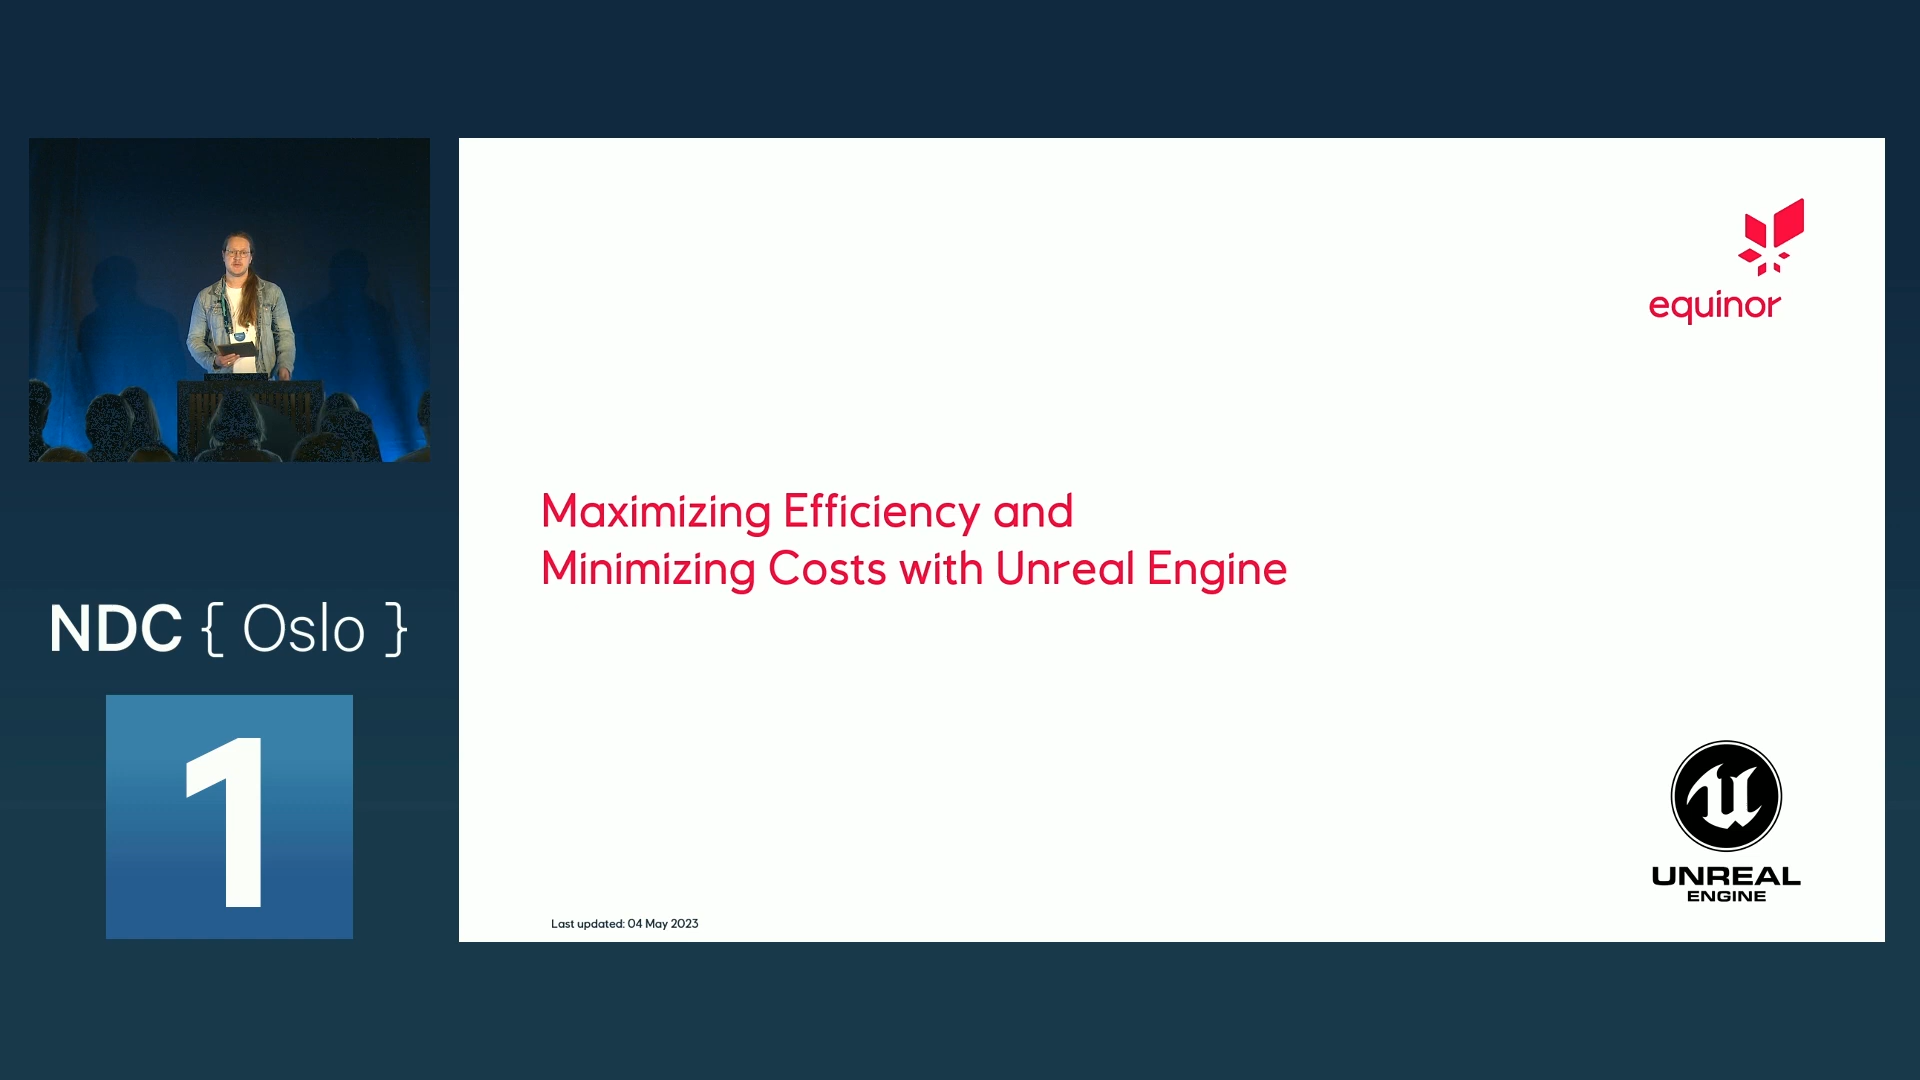 equinor
Maximizing Efficiency and
Minimizing Costs with Unreal Engine
NDC { Oslo }
1
UNREAL
ENGINE
Last updated: 04 May 2023